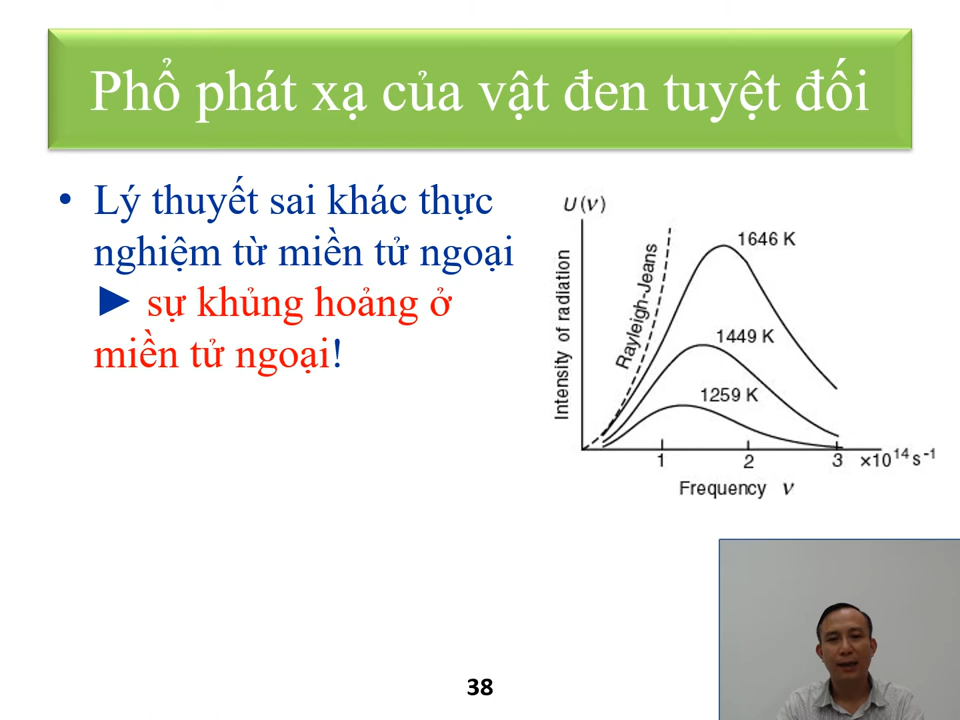 Phổ phát xạ của vật đen tuyệt đối
• Lý thuyết sai khác thực
nghiệm từ miền tử ngoại
► sự khủng hoảng ở
miền tử ngoại!
U(ν)
Intensity of radiation
Rayleigh-Jeans
1646 K
1449 K
1259 K
1 2 3 ×10¹⁴ s⁻¹
Frequency ν
38